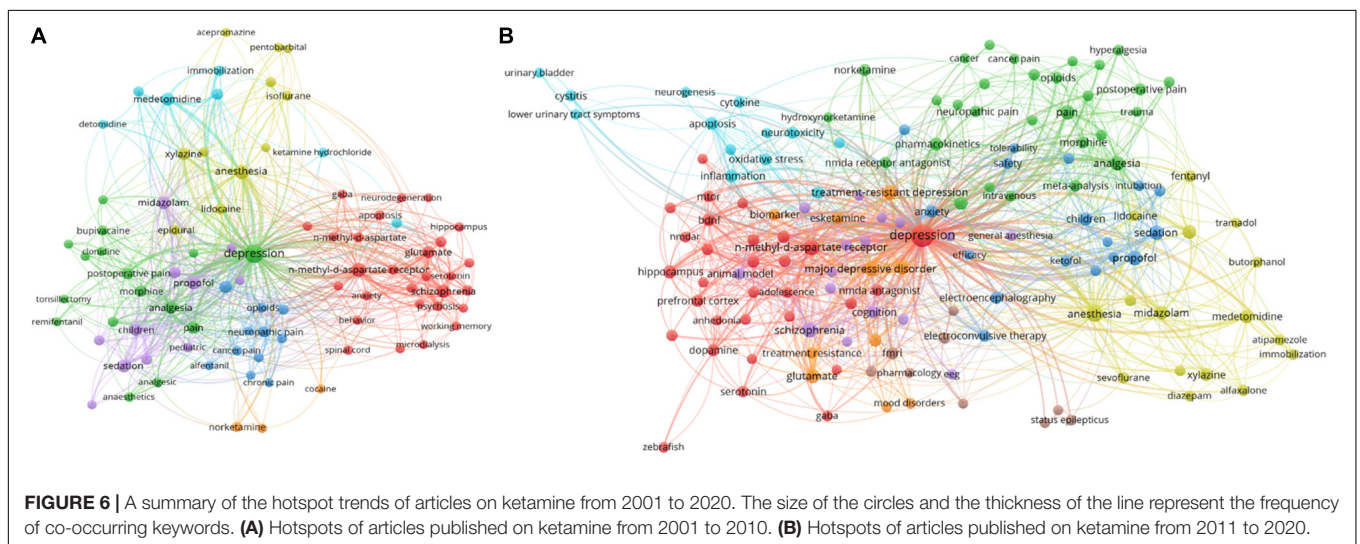 A
acepromazine
pentobarbital
immobilization
isoflurane
medetomidine
detomidine
xylazine
ketamine hydrochloride
anesthesia
gaba
neurodegeneration
midazolam
lidocaine
apoptosis
hippocampus
bupivacaine
epidural
n-methyl-d-aspartate
clonidine
depression
glutamate
postoperative pain
n-methyl-d-aspartate receptor
serotonin
propofol
tonsillectomy
morphine
anxiety
schizophrenia
analgesia
opioids
psychosis
remifentanil
children
pain
neuropathic pain
behavior
working memory
pediatric
cancer pain
spinal cord
microdialysis
sedation
alfentanil
analgesic
chronic pain
cocaine
anaesthetics
norketamine
B
urinary bladder
cystitis
lower urinary tract symptoms
neurogenesis
cytokine
norketamine
cancer
cancer pain
hyperalgesia
opioids
postoperative pain
apoptosis
neurotoxicity
hydroxynorketamine
neuropathic pain
pain
trauma
oxidative stress
pharmacokinetics
tolerability
morphine
inflammation
nmda receptor antagonist
safety
analgesia
mtor
treatment-resistant depression
intravenous
meta-analysis
intubation
fentanyl
bdnf
biomarker
esketamine
anxiety
children
lidocaine
tramadol
nmdar
depression
general anesthesia
sedation
n-methyl-d-aspartate receptor
efficacy
ketofol
propofol
butorphanol
hippocampus
animal model
major depressive disorder
prefrontal cortex
adolescence
nmda antagonist
electroencephalography
anhedonia
cognition
anesthesia
midazolam
medetomidine
schizophrenia
electroconvulsive therapy
atipamezole
dopamine
treatment resistance
fmri
immobilization
glutamate
pharmacology
eeg
sevoflurane
xylazine
serotonin
diazepam
alfaxalone
mood disorders
gaba
status epilepticus
zebrafish
FIGURE 6 | A summary of the hotspot trends of articles on ketamine from 2001 to 2020. The size of the circles and the thickness of the line represent the frequency
of co-occurring keywords. (A) Hotspots of articles published on ketamine from 2001 to 2010. (B) Hotspots of articles published on ketamine from 2011 to 2020.